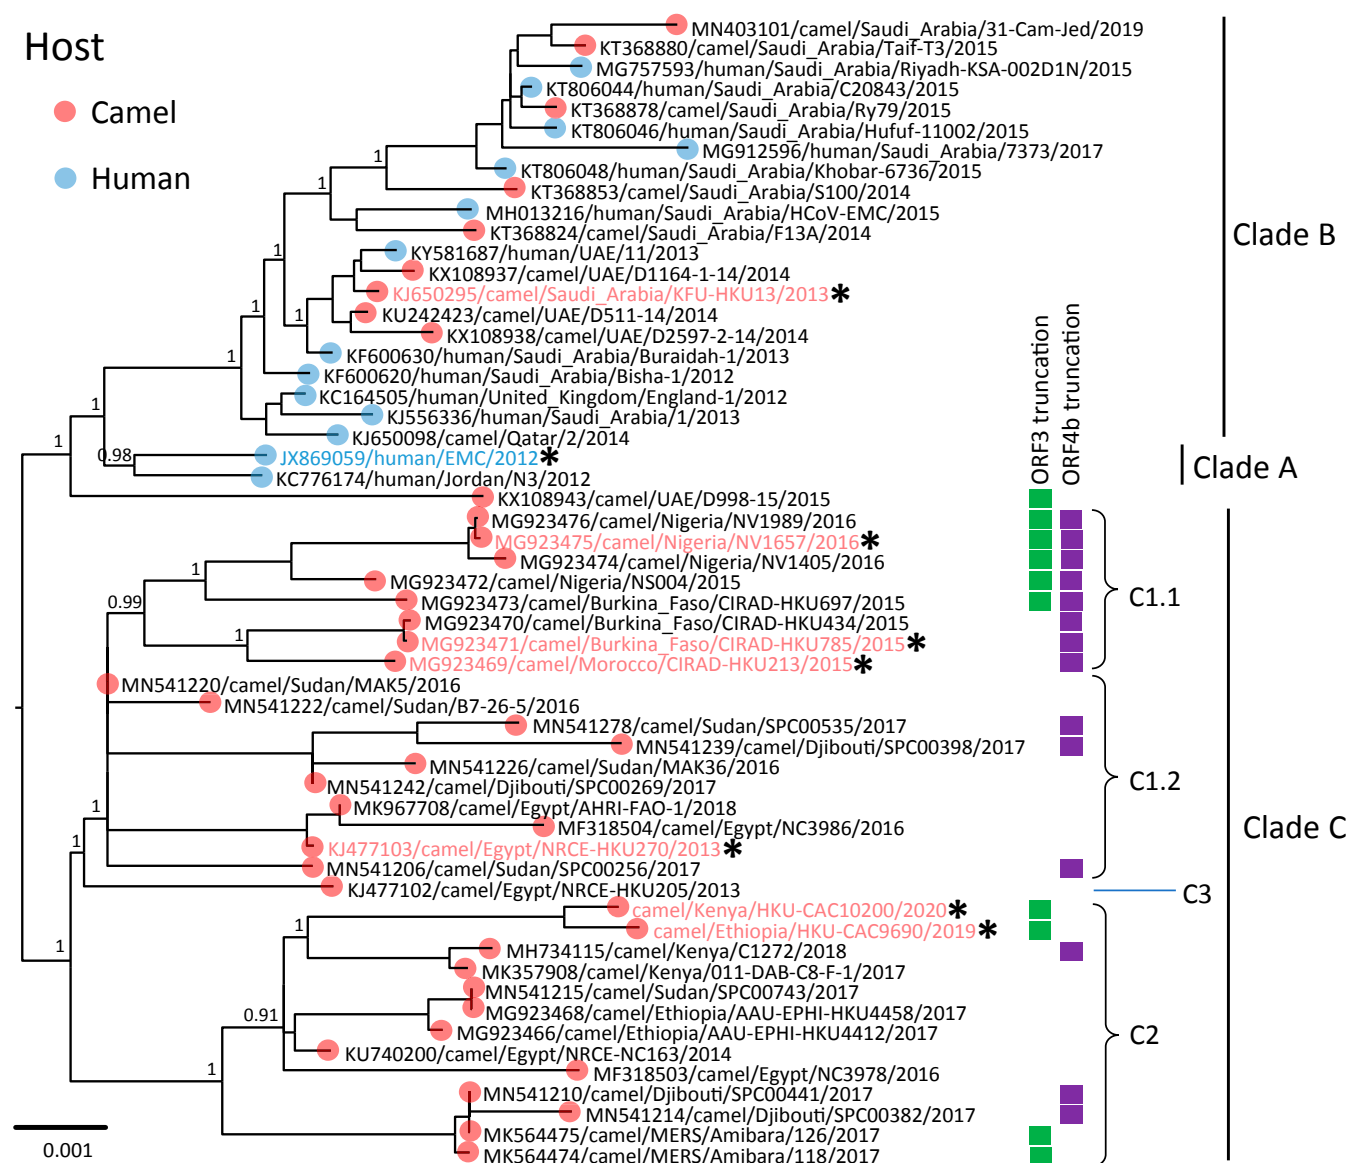 Host
Camel
Human
MN403101/camel/Saudi_Arabia/31-Cam-Jed/2019
KT368880/camel/Saudi_Arabia/Taif-T3/2015
MG757593/human/Saudi_Arabia/Riyadh-KSA-002D1N/2015
KT806044/human/Saudi_Arabia/C20843/2015
KT368878/camel/Saudi_Arabia/Ry79/2015
KT806046/human/Saudi_Arabia/Hufuf-11002/2015
1 MG912596/human/Saudi_Arabia/7373/2017
KT806048/human/Saudi_Arabia/Khobar-6736/2015
1 KT368853/camel/Saudi_Arabia/S100/2014
MH013216/human/Saudi_Arabia/HCoV-EMC/2015
KT368824/camel/Saudi_Arabia/F13A/2014
Clade B
1 KY581687/human/UAE/11/2013
KX108937/camel/UAE/D1164-1-14/2014
KJ650295/camel/Saudi_Arabia/KFU-HKU13/2013*
1 1 KU242423/camel/UAE/D511-14/2014
KX108938/camel/UAE/D2597-2-14/2014
1 KF600630/human/Saudi_Arabia/Buraidah-1/2013
KF600620/human/Saudi_Arabia/Bisha-1/2012
KC164505/human/United_Kingdom/England-1/2012
1 KJ556336/human/Saudi_Arabia/1/2013
1 KJ650098/camel/Qatar/2/2014
0.98 JX869059/human/EMC/2012*
KC776174/human/Jordan/N3/2012
Clade A
ORF3 truncation
ORF4b truncation
KX108943/camel/UAE/D998-15/2015
MG923476/camel/Nigeria/NV1989/2016
MG923475/camel/Nigeria/NV1657/2016*
MG923474/camel/Nigeria/NV1405/2016
1 MG923472/camel/Nigeria/NS004/2015
C1.1
0.99 MG923473/camel/Burkina_Faso/CIRAD-HKU697/2015
MG923470/camel/Burkina_Faso/CIRAD-HKU434/2015
1 MG923471/camel/Burkina_Faso/CIRAD-HKU785/2015*
MG923469/camel/Morocco/CIRAD-HKU213/2015*
MN541220/camel/Sudan/MAK5/2016
MN541222/camel/Sudan/B7-26-5/2016
MN541278/camel/Sudan/SPC00535/2017
MN541239/camel/Djibouti/SPC00398/2017
MN541226/camel/Sudan/MAK36/2016
MN541242/camel/Djibouti/SPC00269/2017
C1.2
1 MK967708/camel/Egypt/AHRI-FAO-1/2018
MF318504/camel/Egypt/NC3986/2016
Clade C
1 KJ477103/camel/Egypt/NRCE-HKU270/2013*
MN541206/camel/Sudan/SPC00256/2017
KJ477102/camel/Egypt/NRCE-HKU205/2013
C3
camel/Kenya/HKU-CAC10200/2020*
1 camel/Ethiopia/HKU-CAC9690/2019*
1 MH734115/camel/Kenya/C1272/2018
MK357908/camel/Kenya/011-DAB-C8-F-1/2017
MN541215/camel/Sudan/SPC00743/2017
0.91 MG923468/camel/Ethiopia/AAU-EPHI-HKU4458/2017
MG923466/camel/Ethiopia/AAU-EPHI-HKU4412/2017
C2
KU740200/camel/Egypt/NRCE-NC163/2014
1 MF318503/camel/Egypt/NC3978/2016
MN541210/camel/Djibouti/SPC00441/2017
MN541214/camel/Djibouti/SPC00382/2017
MK564475/camel/MERS/Amibara/126/2017
MK564474/camel/MERS/Amibara/118/2017
0.001